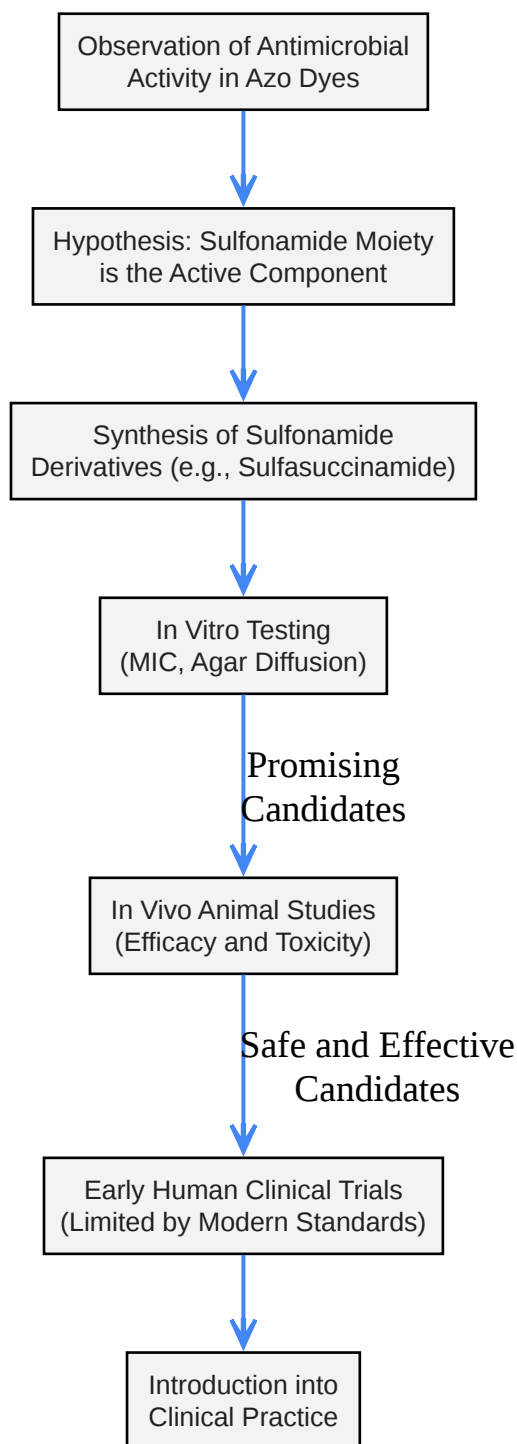 Observation of Antimicrobial
Activity in Azo Dyes
Hypothesis: Sulfonamide Moiety
is the Active Component
Synthesis of Sulfonamide
Derivatives (e.g., Sulfasuccinamide)
In Vitro Testing
(MIC, Agar Diffusion)
Promising
Candidates
In Vivo Animal Studies
(Efficacy and Toxicity)
Safe and Effective
Candidates
Early Human Clinical Trials
(Limited by Modern Standards)
Introduction into
Clinical Practice